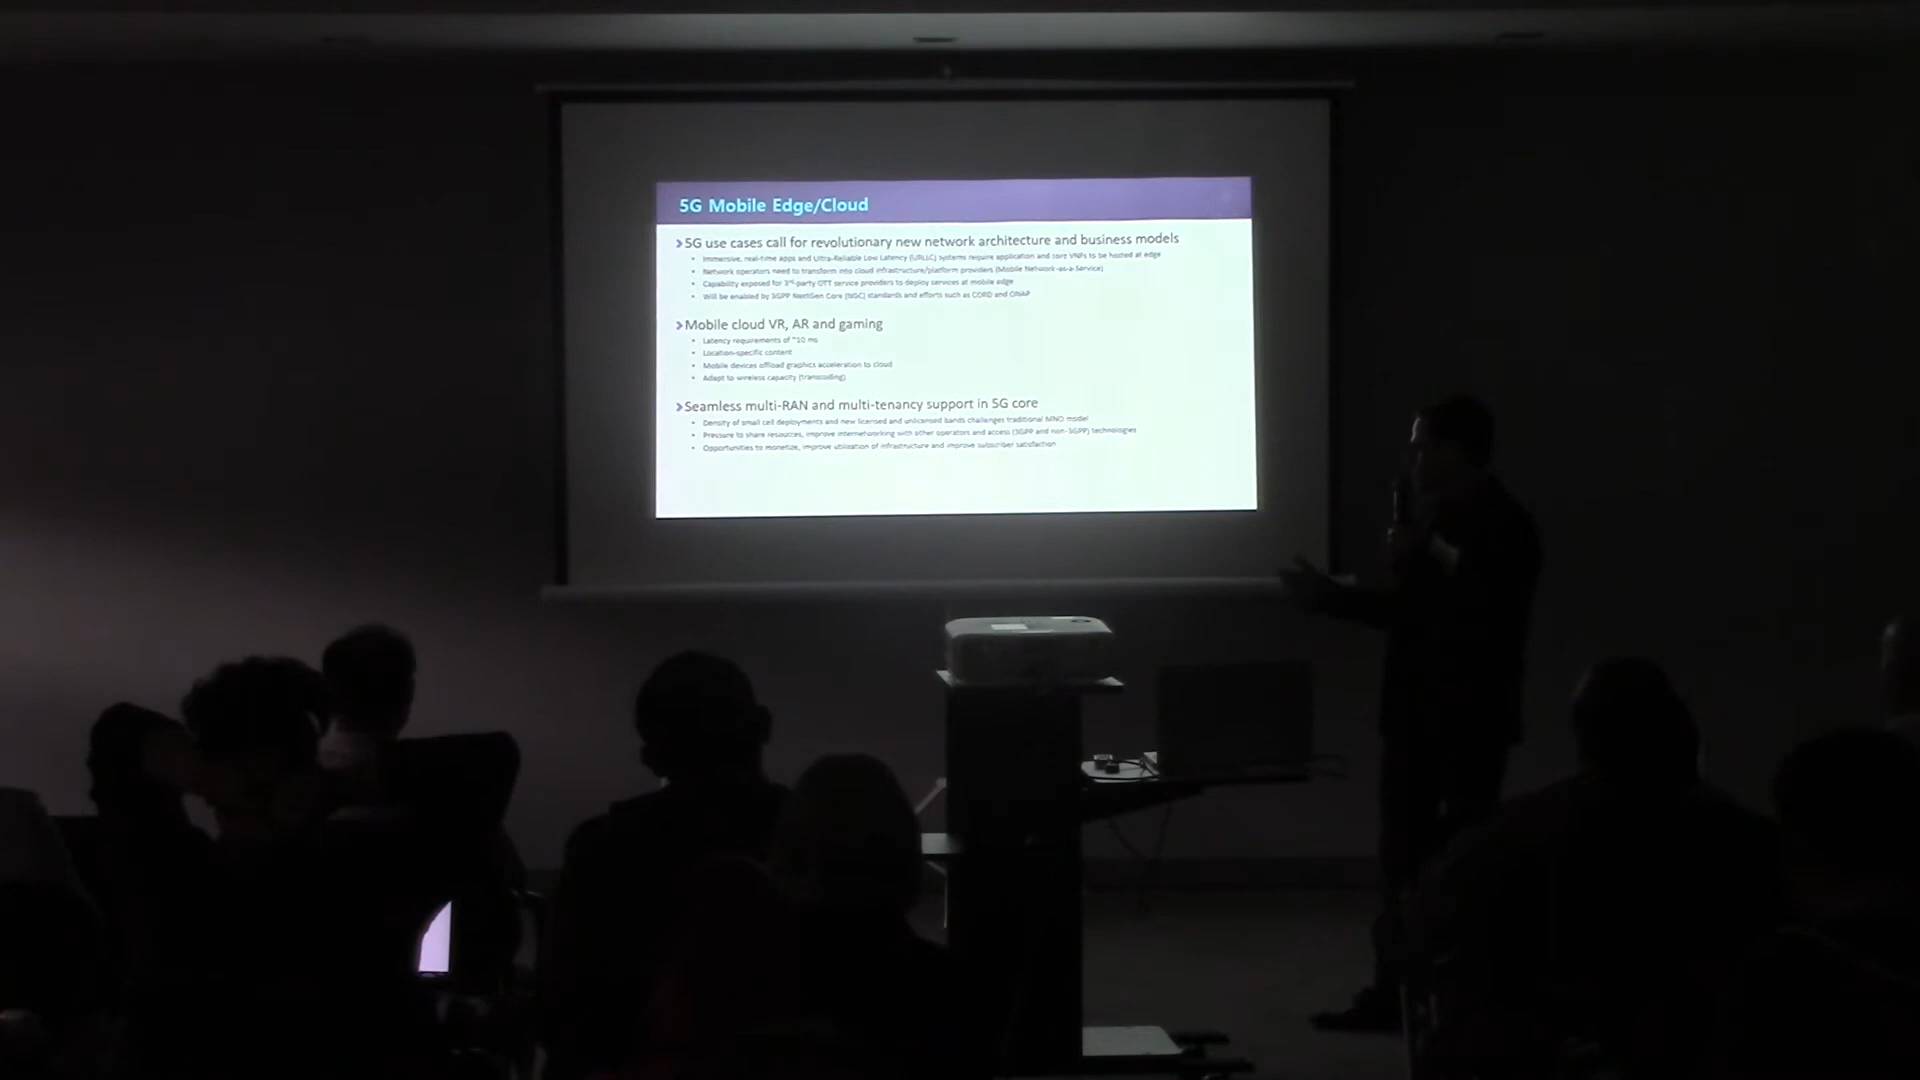 5G Mobile Edge/Cloud
5G use cases call for revolutionary new network architecture and business models
Immersive, real-time apps and Ultra-Reliable Low Latency (URLLC) systems require application and core VNFs to be hosted at edge
Network operators need to transform into cloud infrastructure/platform providers (Mobile Network-as-a-Service)
Capability exposed for 3rd-party OTT service providers to deploy services at mobile edge
Will be enabled by 3GPP NextGen Core (NGC) standards and efforts such as CORD and ONAP
Mobile cloud VR, AR and gaming
Latency requirements of ~10 ms
Location-specific content
Mobile devices offload graphics acceleration to cloud
Adapt to wireless capacity (transcoding)
Seamless multi-RAN and multi-tenancy support in 5G core
Density of small cell deployments and new licensed and unlicensed bands challenges traditional MNO model
Pressure to share resources, improve internetworking with other operators and access (3GPP and non-3GPP) technologies
Opportunities to monetize, improve utilization of infrastructure and improve subscriber satisfaction